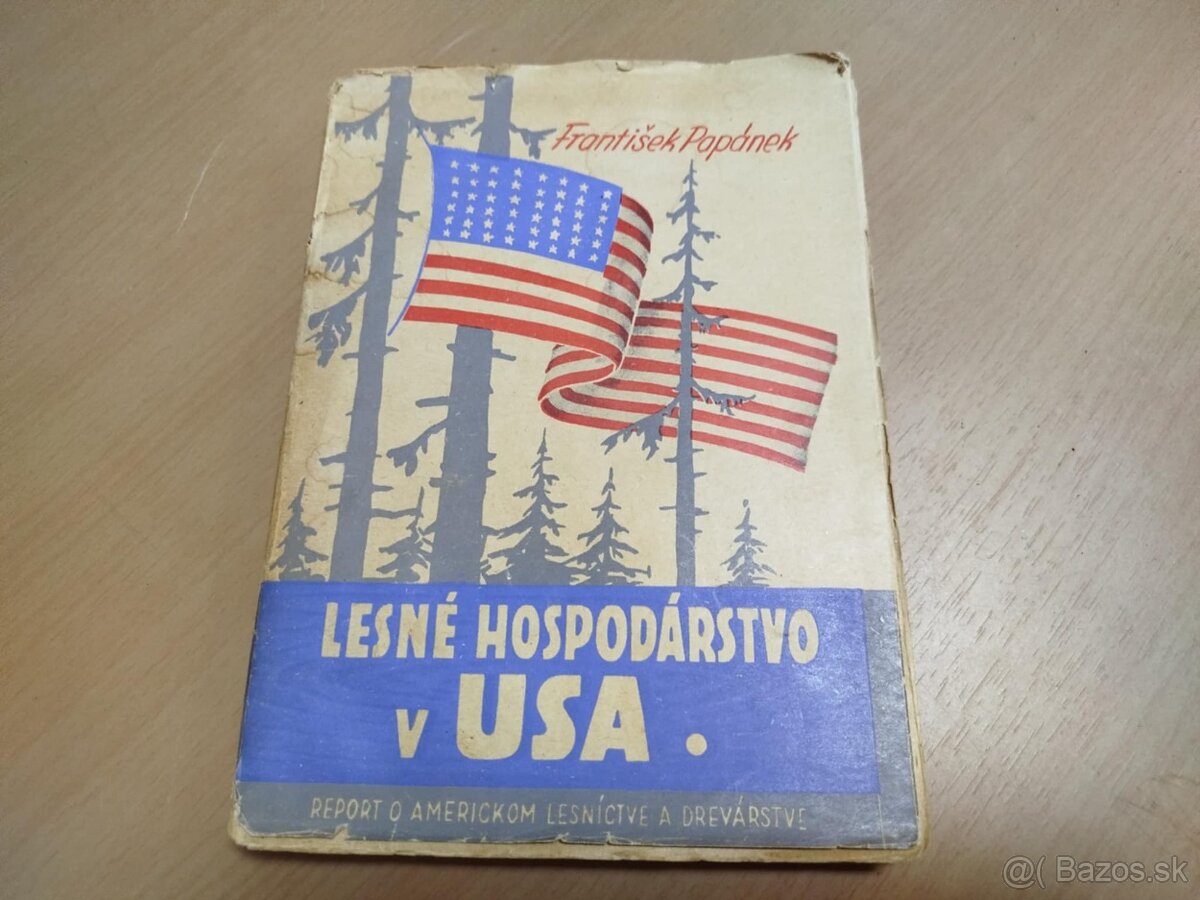 František Papánek
LESNÉ HOSPODÁRSTVO
v USA.
REPORT O AMERICKOM LESNÍCTVE A DREVÁRSTVE
@( Bazos.sk